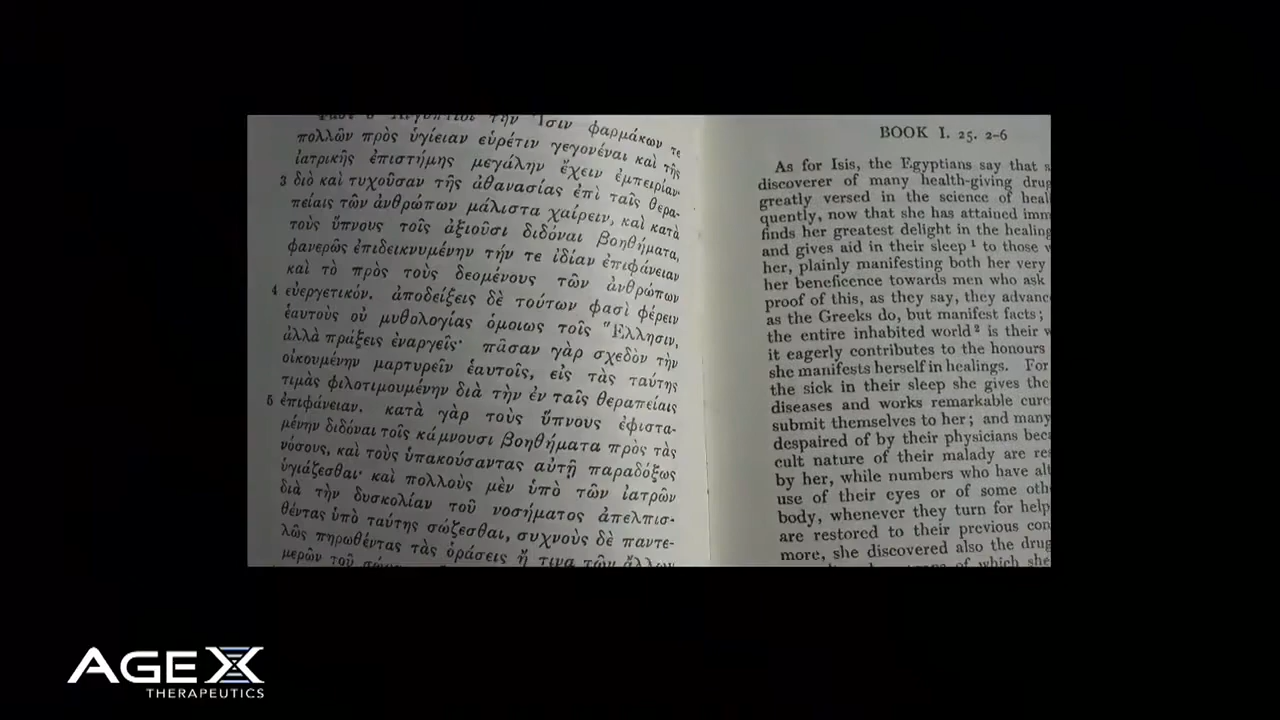 τὴν Ἶσιν φαρμάκων τε
πολλῶν πρὸς ὑγίειαν εὑρέτιν γεγονέναι καὶ τῆς
ἰατρικῆς ἐπιστήμης μεγάλην ἔχειν ἐμπειρίαν·
3 διὸ καὶ τυχοῦσαν τῆς ἀθανασίας ἐπὶ ταῖς θερα-
πείαις τῶν ἀνθρώπων μάλιστα χαίρειν, καὶ κατὰ
τοὺς ὕπνους τοῖς ἀξιοῦσι διδόναι βοηθήματα,
φανερῶς ἐπιδεικνυμένην τήν τε ἰδίαν ἐπιφάνειαν
καὶ τὸ πρὸς τοὺς δεομένους τῶν ἀνθρώπων
4 εὐεργετικόν. ἀποδείξεις δὲ τούτων φασὶ φέρειν
ἑαυτοὺς οὐ μυθολογίας ὁμοίως τοῖς Ἕλλησιν,
ἀλλὰ πράξεις ἐναργεῖς· πᾶσαν γὰρ σχεδὸν τὴν
οἰκουμένην μαρτυρεῖν ἑαυτοῖς, εἰς τὰς ταύτης
τιμὰς φιλοτιμουμένην διὰ τὴν ἐν ταῖς θεραπείαις
5 ἐπιφάνειαν. κατὰ γὰρ τοὺς ὕπνους ἐφιστα-
μένην διδόναι τοῖς κάμνουσι βοηθήματα πρὸς τὰς
νόσους, καὶ τοὺς ὑπακούσαντας αὐτῇ παραδόξως
ὑγιάζεσθαι· καὶ πολλοὺς μὲν ὑπὸ τῶν ἰατρῶν
διὰ τὴν δυσκολίαν τοῦ νοσήματος ἀπελπισ-
θέντας ὑπὸ ταύτης σώζεσθαι, συχνοὺς δὲ παντε-
λῶς πηρωθέντας τὰς ὁράσεις ἤ τινα τῶν ἄλλων
μερῶν τοῦ
BOOK I. 25. 2-6
As for Isis, the Egyptians say that s
discoverer of many health-giving drug
greatly versed in the science of heal
quently, now that she has attained imm
finds her greatest delight in the healing
and gives aid in their sleep¹ to those w
her, plainly manifesting both her very
her beneficence towards men who ask
proof of this, as they say, they advanc
as the Greeks do, but manifest facts;
the entire inhabited world² is their w
it eagerly contributes to the honours
she manifests herself in healings. For
the sick in their sleep she gives the
diseases and works remarkable cure
submit themselves to her; and many
despaired of by their physicians beca
cult nature of their malady are res
by her, while numbers who have alt
use of their eyes or of some oth
body, whenever they turn for help
are restored to their previous con
more, she discovered also the drug
of which she
AGEX
THERAPEUTICS